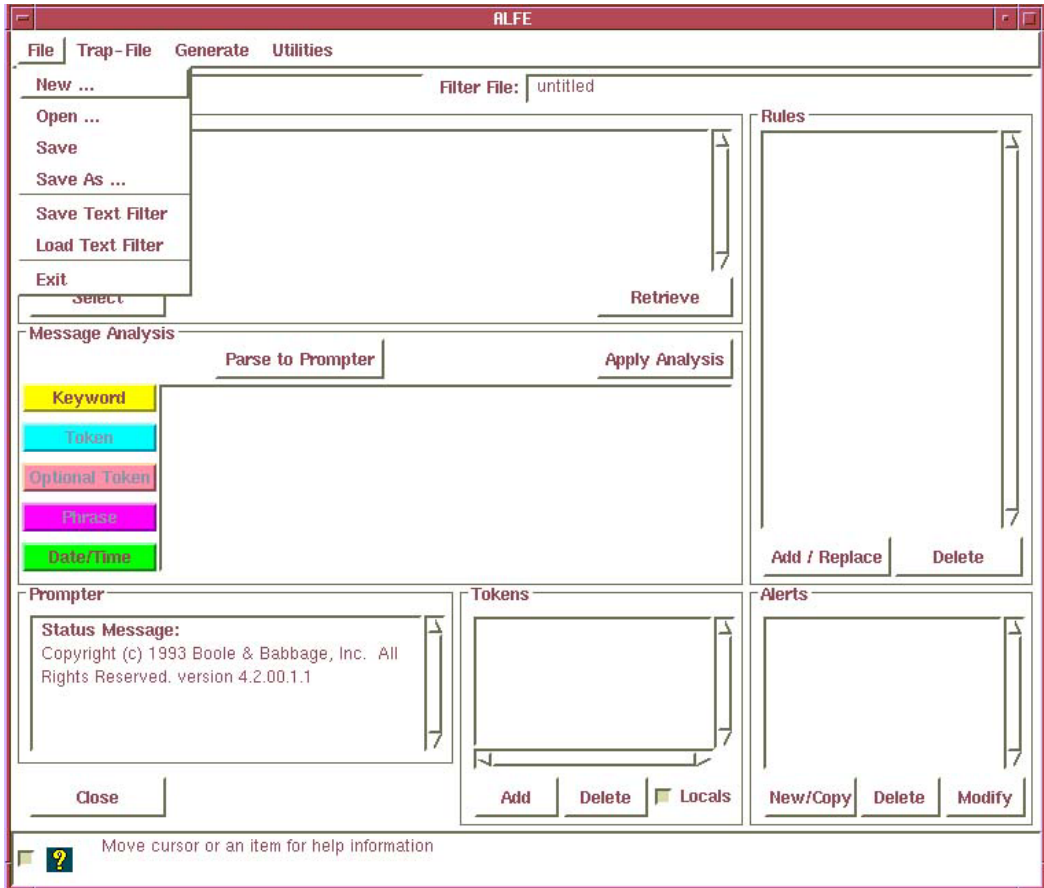 ALFE
File Trap-File Generate Utilities
New ...
Open ...
Save
Save As ...
Save Text Filter
Load Text Filter
Exit
Filter File: untitled
Select
Retrieve
Rules
Message Analysis
Parse to Prompter
Apply Analysis
Keyword
Token
Optional Token
Phrase
Date/Time
Add / Replace
Delete
Prompter
Status Message:
Copyright (c) 1993 Boole & Babbage, Inc. All
Rights Reserved. version 4.2.00.1.1
Close
Tokens
Add
Delete
Locals
Alerts
New/Copy
Delete
Modify
? Move cursor or an item for help information